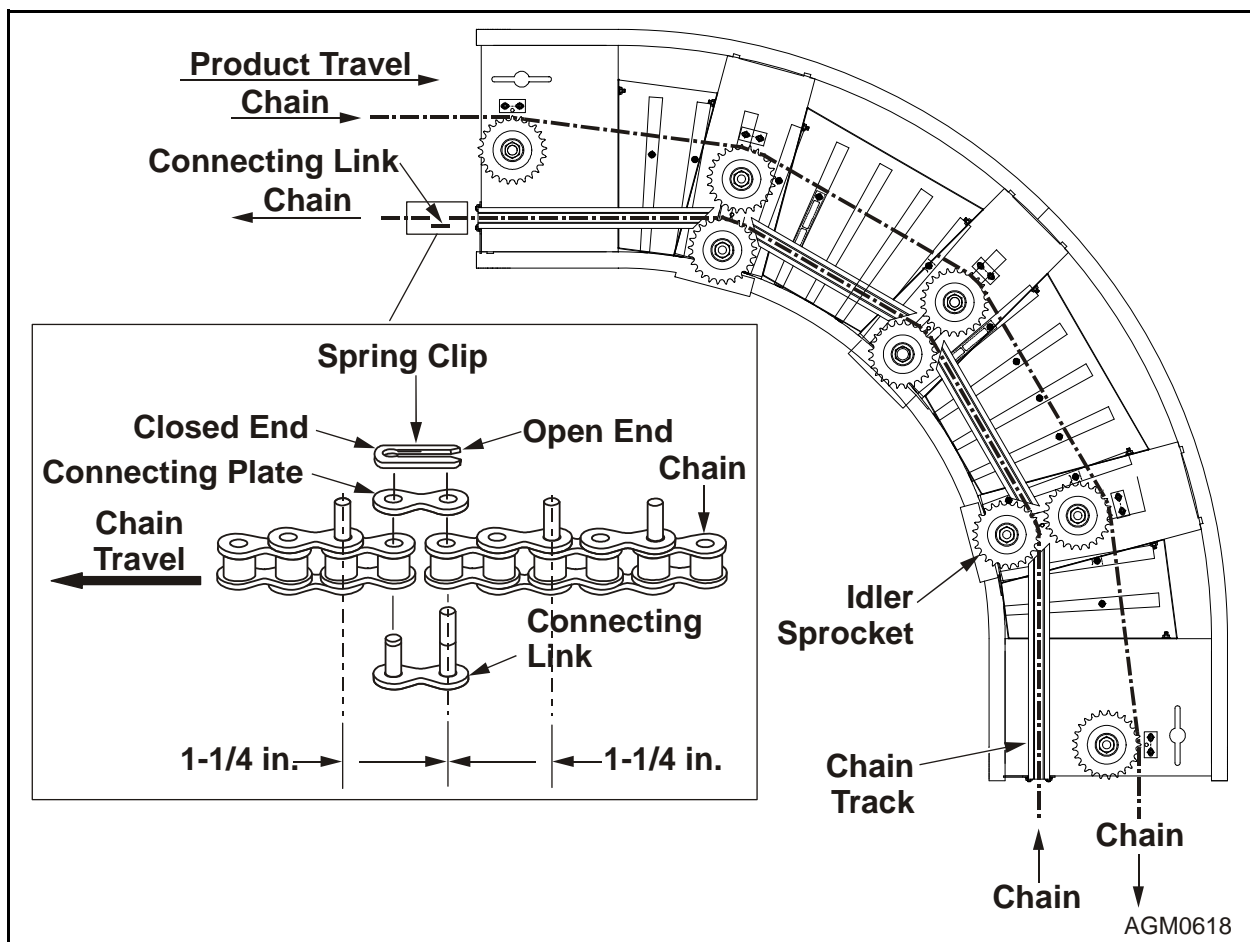 Product Travel
Chain
Connecting Link
Chain
Spring Clip
Closed End
Open End
Connecting Plate
Chain
Chain
Travel
Connecting
Link
1-1/4 in.
1-1/4 in.
Idler
Sprocket
Chain
Track
Chain
Chain
AGM0618